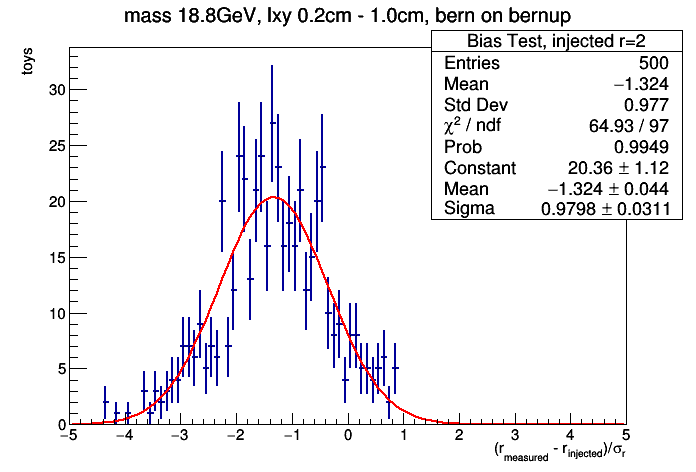 mass 18.8GeV, lxy 0.2cm - 1.0cm, bern on bernup
Bias Test, injected r=2
Entries 500
Mean −1.324
Std Dev 0.977
χ² / ndf 64.93 / 97
Prob 0.9949
Constant 20.36 ± 1.12
Mean −1.324 ± 0.044
Sigma 0.9798 ± 0.0311
toys
30
25
20
15
10
5
0
−5 −4 −3 −2 −1 0 1 2 3 4 5
(r_measured - r_injected)/σ_r